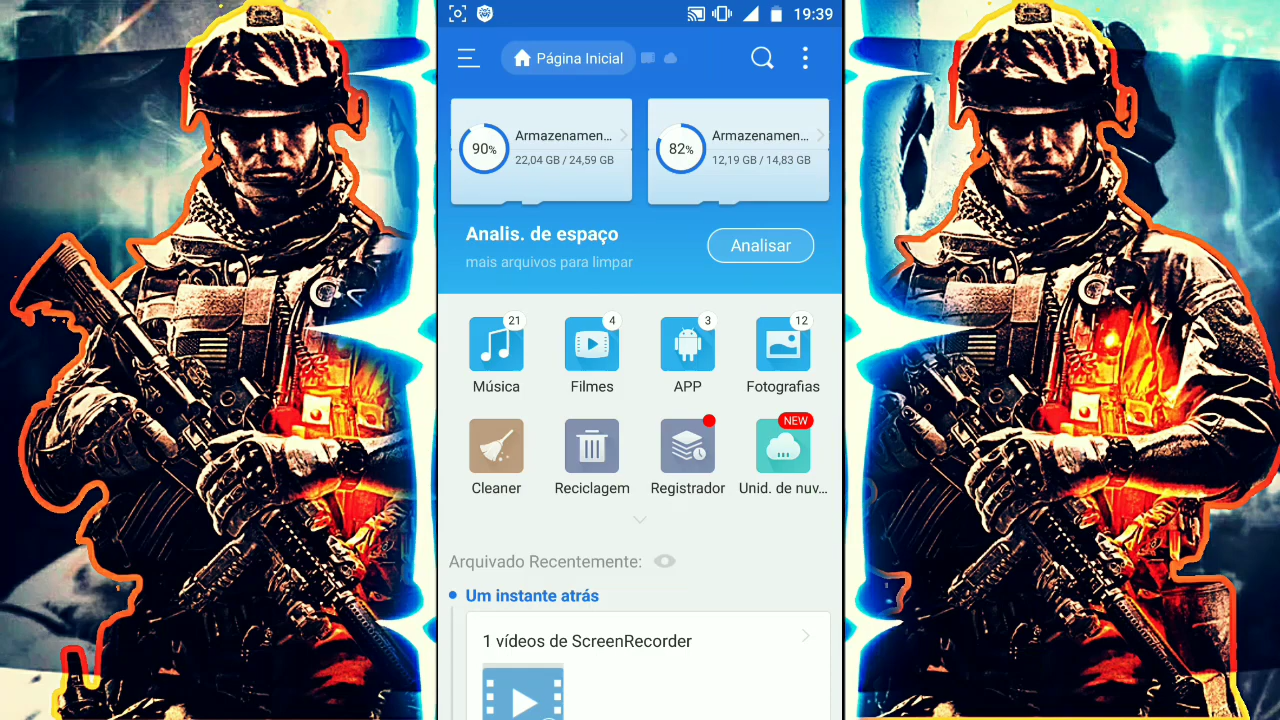 19:39
Página Inicial
Armazenamen...
90%
22,04 GB / 24,59 GB
Armazenamen...
82%
12,19 GB / 14,83 GB
Analis. de espaço
mais arquivos para limpar
Analisar
21
4
3
12
Música
Filmes
APP
Fotografias
NEW
Cleaner
Reciclagem
Registrador
Unid. de nuv...
Arquivado Recentemente:
Um instante atrás
1 vídeos de ScreenRecorder